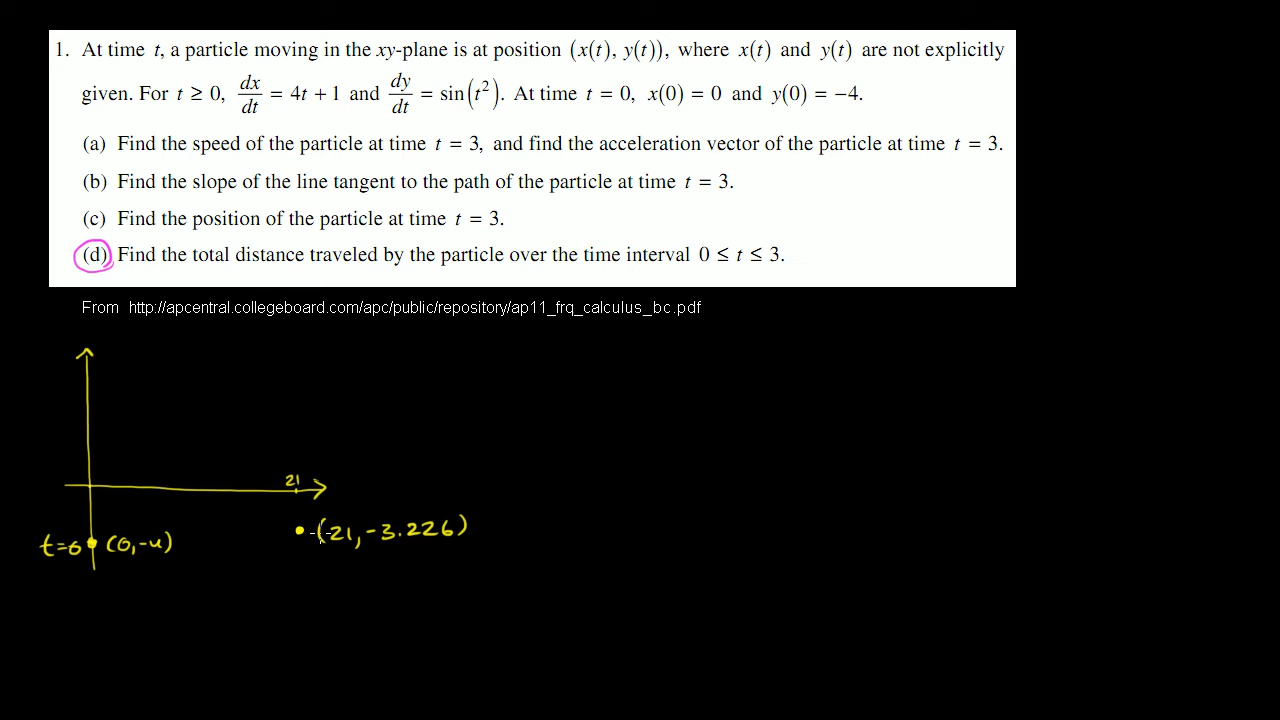 1. At time t, a particle moving in the xy-plane is at position (x(t), y(t)), where x(t) and y(t) are not explicitly
given. For t ≥ 0, dx/dt = 4t + 1 and dy/dt = sin(t²). At time t = 0, x(0) = 0 and y(0) = −4.
(a) Find the speed of the particle at time t = 3, and find the acceleration vector of the particle at time t = 3.
(b) Find the slope of the line tangent to the path of the particle at time t = 3.
(c) Find the position of the particle at time t = 3.
(d) Find the total distance traveled by the particle over the time interval 0 ≤ t ≤ 3.
From http://apcentral.collegeboard.com/apc/public/repository/ap11_frq_calculus_bc.pdf
21
(21, -3.226)
t=0 (0,-4)